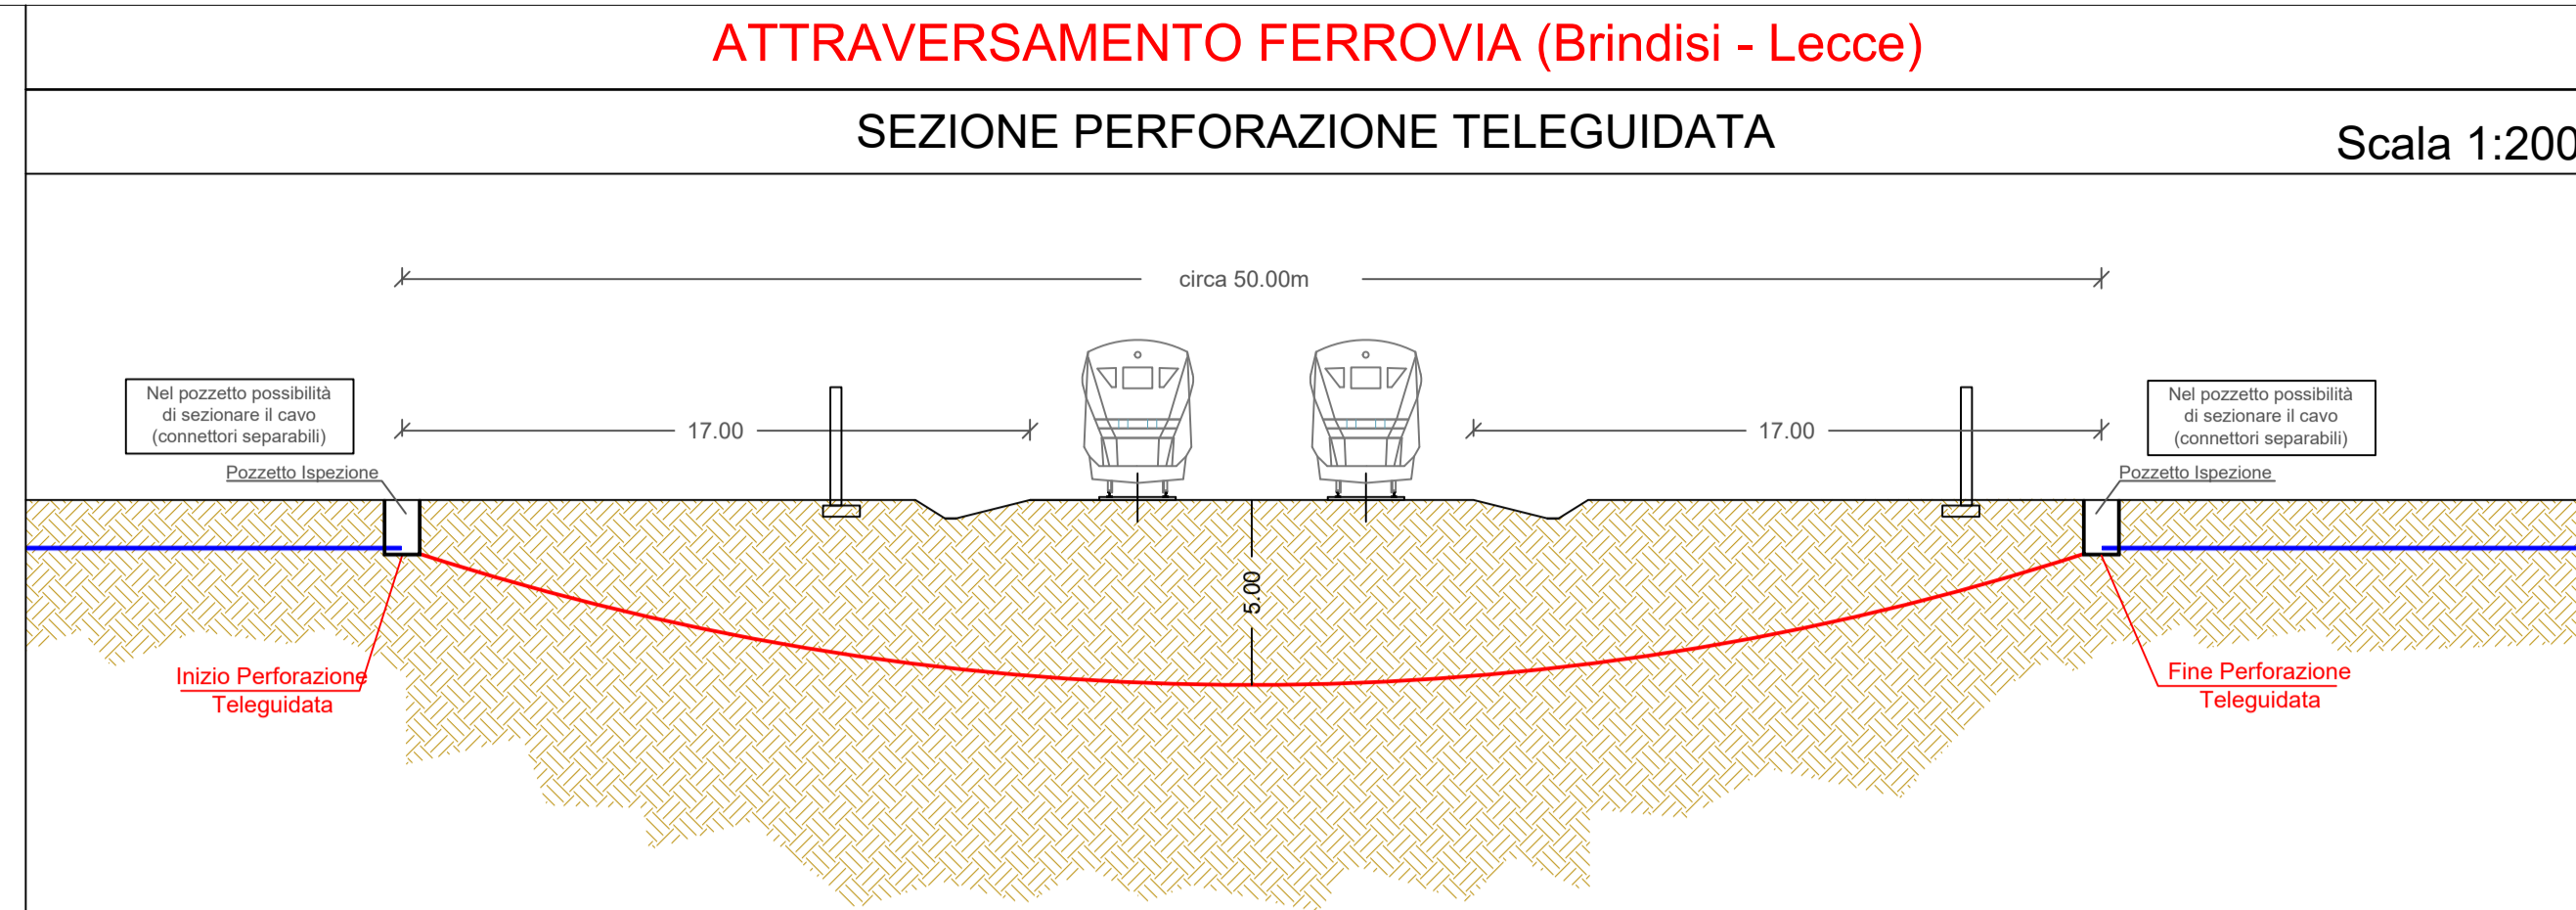 ATTRAVERSAMENTO FERROVIA (Brindisi - Lecce)
SEZIONE PERFORAZIONE TELEGUIDATA
Scala 1:200
circa 50.00m
Nel pozzetto possibilità
di sezionare il cavo
(connettori separabili)
Pozzetto Ispezione
17.00
17.00
Nel pozzetto possibilità
di sezionare il cavo
(connettori separabili)
Pozzetto Ispezione
5.00
Inizio Perforazione
Teleguidata
Fine Perforazione
Teleguidata